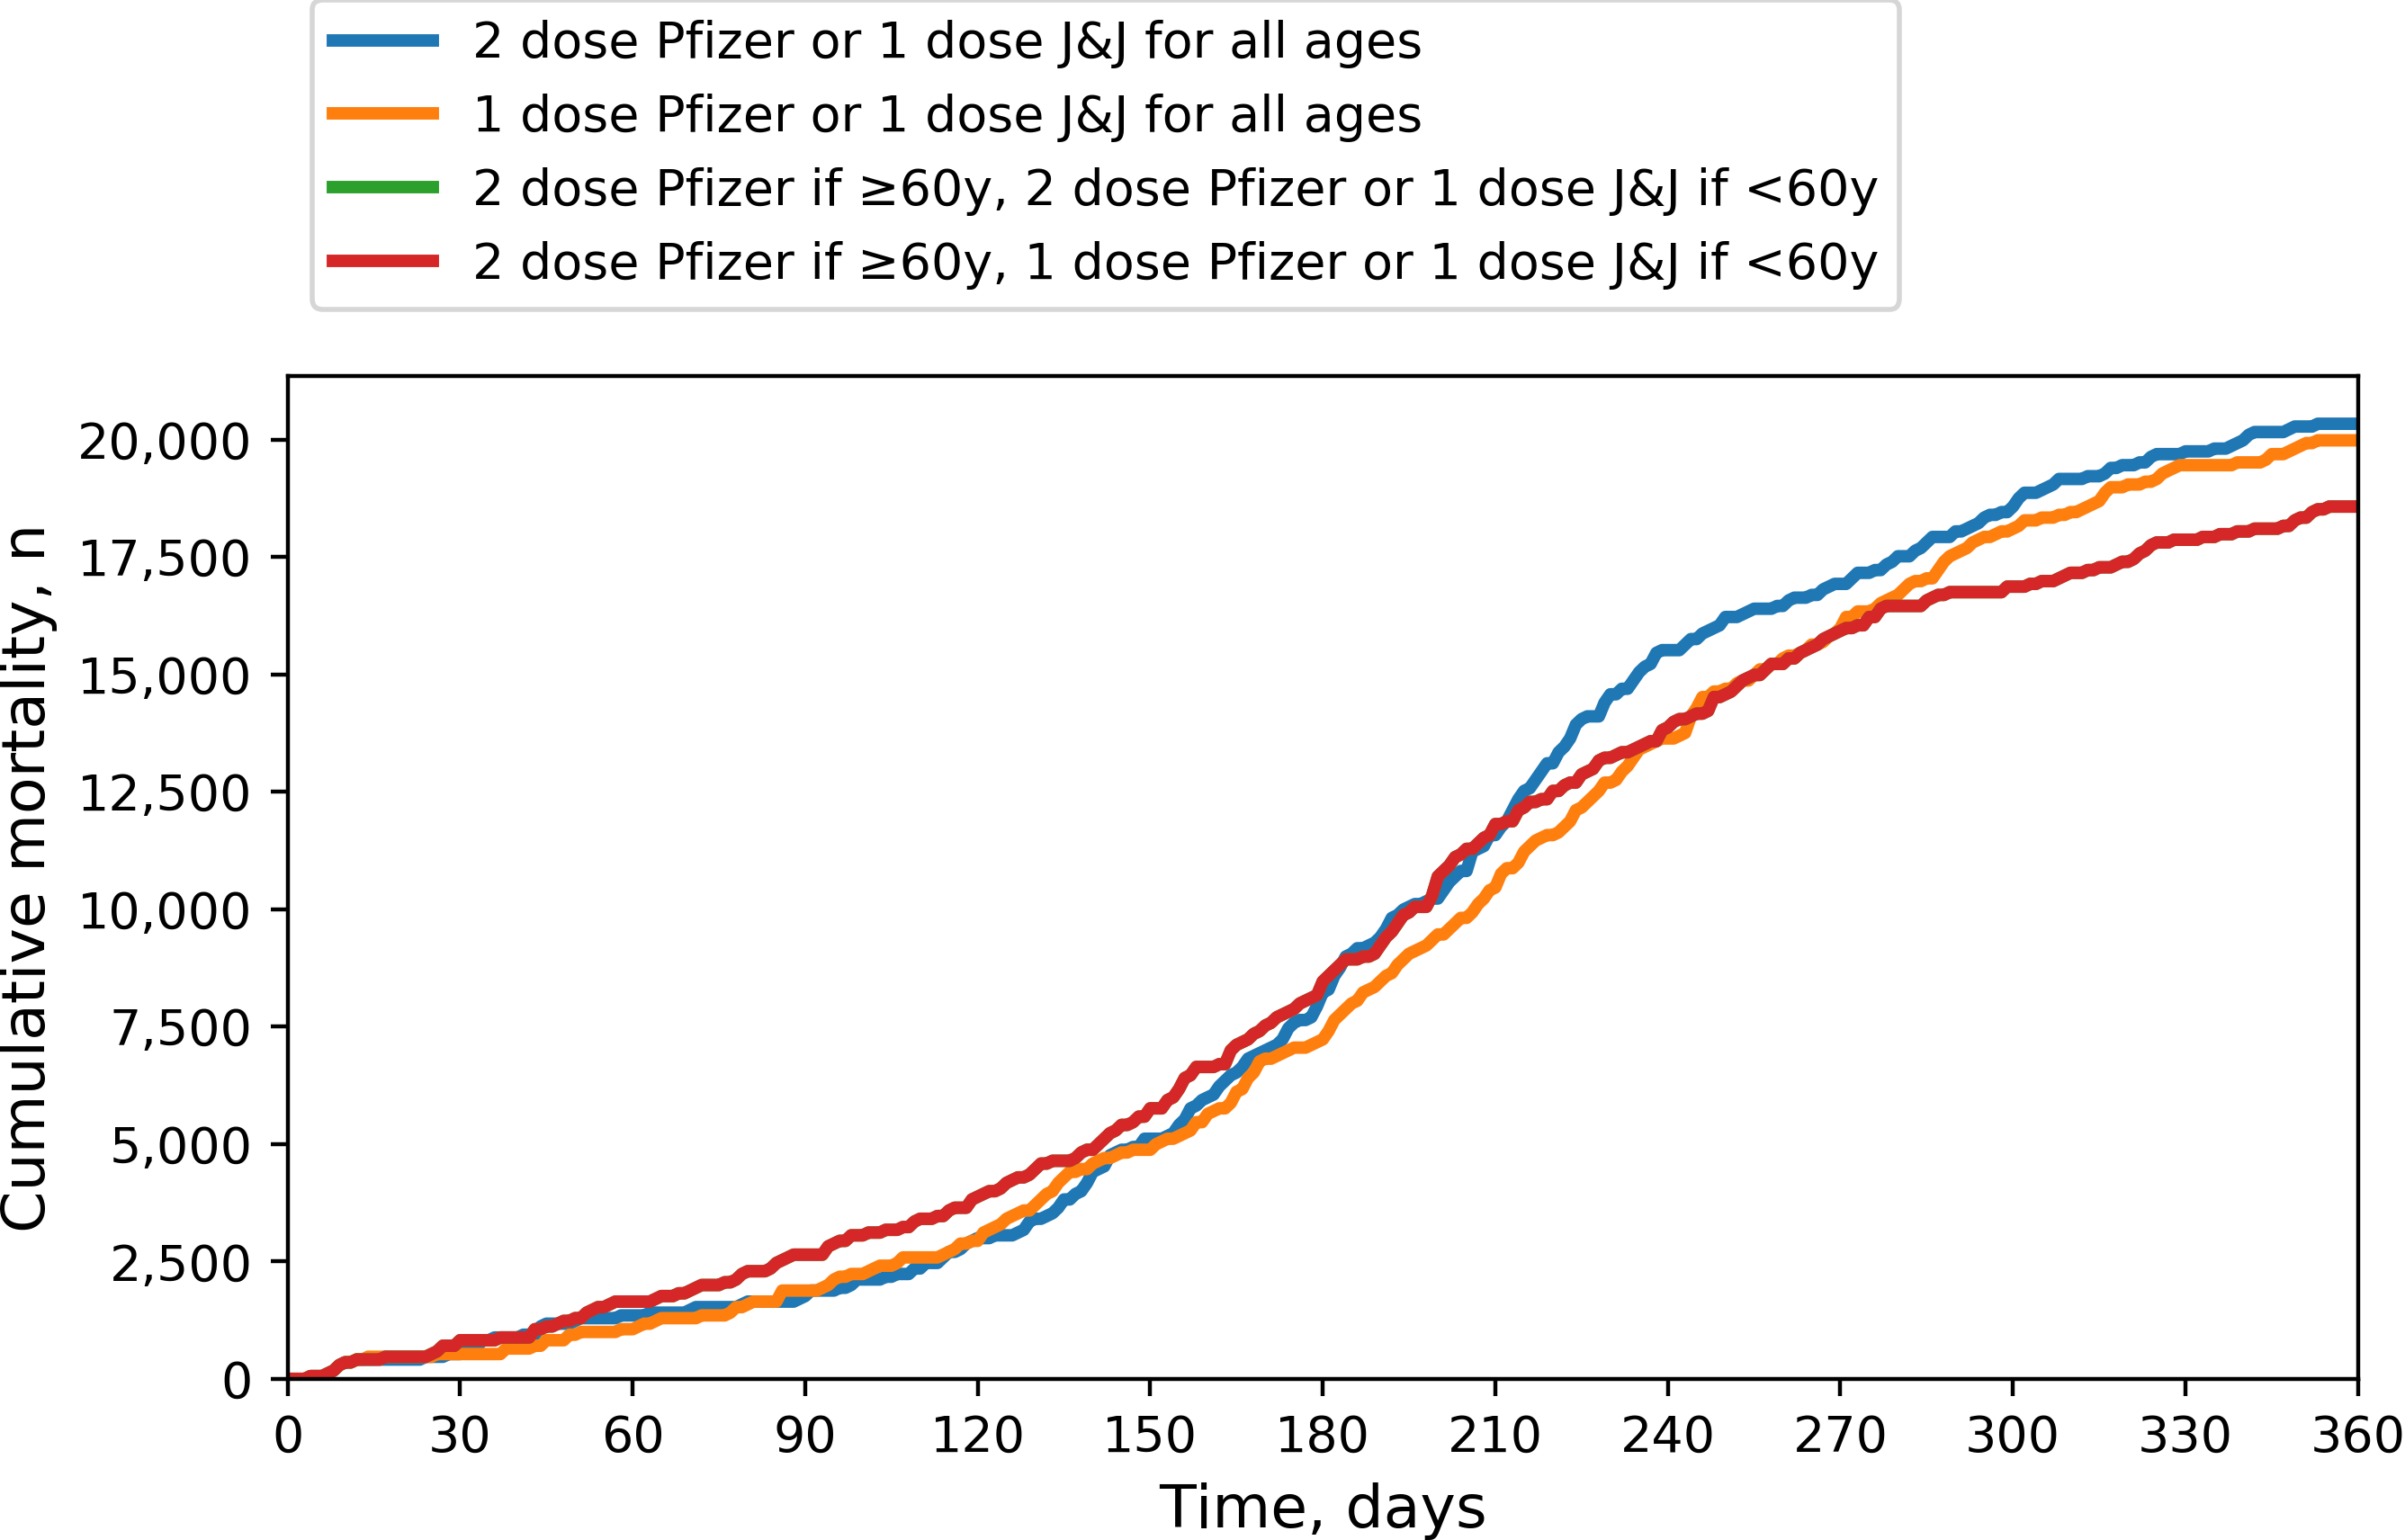 2 dose Pfizer or 1 dose J&J for all ages
1 dose Pfizer or 1 dose J&J for all ages
2 dose Pfizer if ≥60y, 2 dose Pfizer or 1 dose J&J if <60y
2 dose Pfizer if ≥60y, 1 dose Pfizer or 1 dose J&J if <60y
Cumulative mortality, n
20,000
17,500
15,000
12,500
10,000
7,500
5,000
2,500
0
0 30 60 90 120 150 180 210 240 270 300 330 360
Time, days